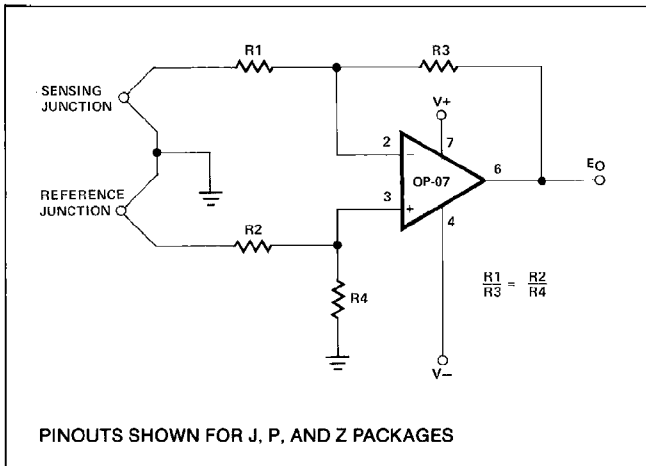 R1
R3
SENSING
JUNCTION
V+
2
−
7
OP-07
6
EO
REFERENCE
JUNCTION
3
+
4
R2
R4
R1
R3
=
R2
R4
V−
PINOUTS SHOWN FOR J, P, AND Z PACKAGES